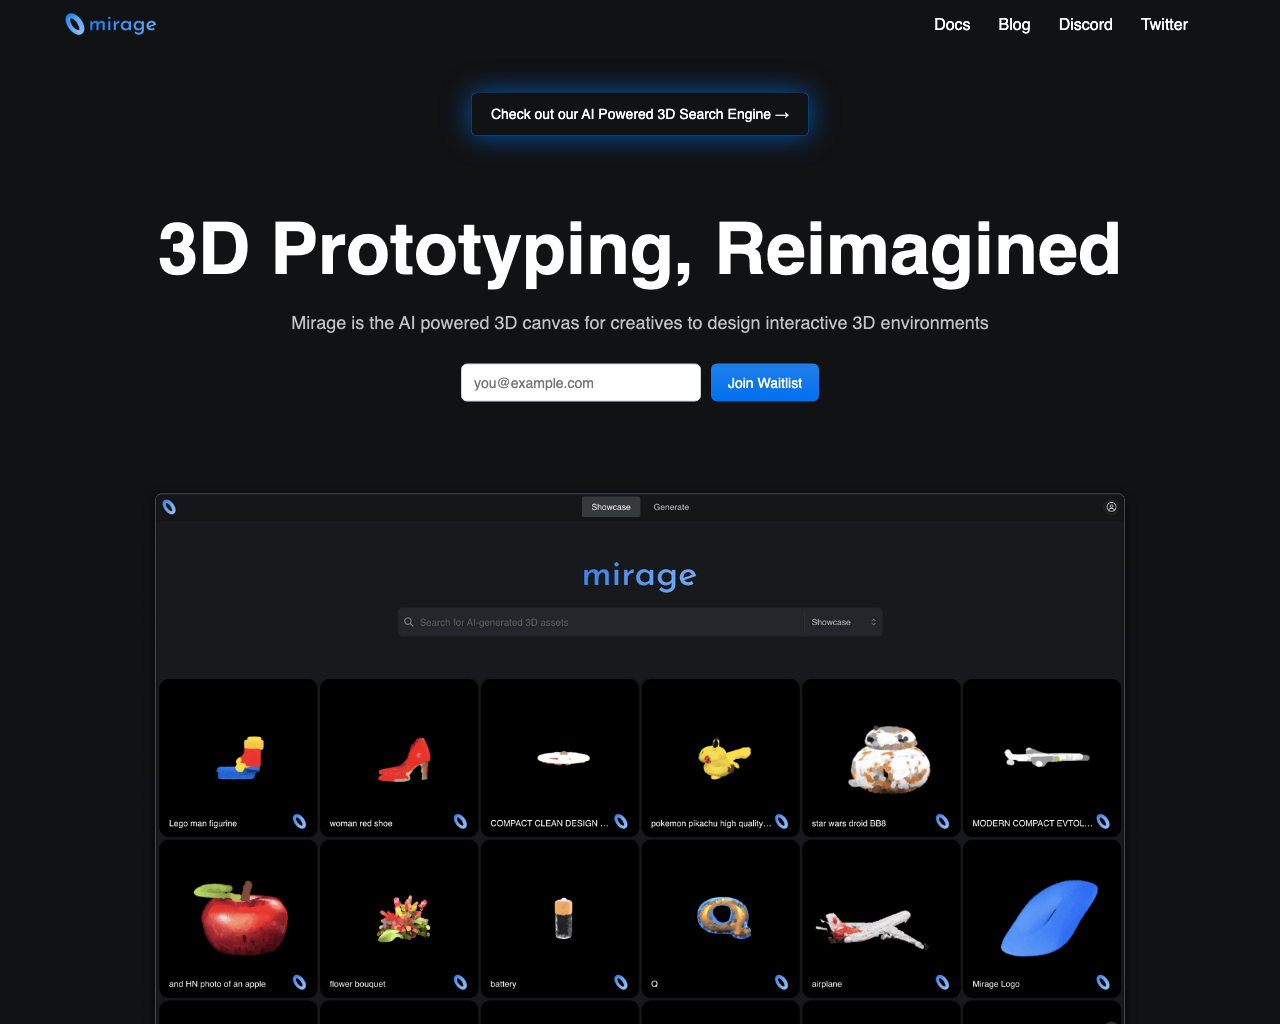 mirage
Docs Blog Discord Twitter
Check out our AI Powered 3D Search Engine →
3D Prototyping, Reimagined
Mirage is the AI powered 3D canvas for creatives to design interactive 3D environments
you@example.com Join Waitlist
Showcase Generate
mirage
Search for AI-generated 3D assets Showcase
Lego man figurine
woman red shoe
COMPACT CLEAN DESIGN ...
pokemon pikachu high quality...
star wars droid BB8
MODERN COMPACT EVTOL...
and HN photo of an apple
flower bouquet
battery
Q
airplane
Mirage Logo